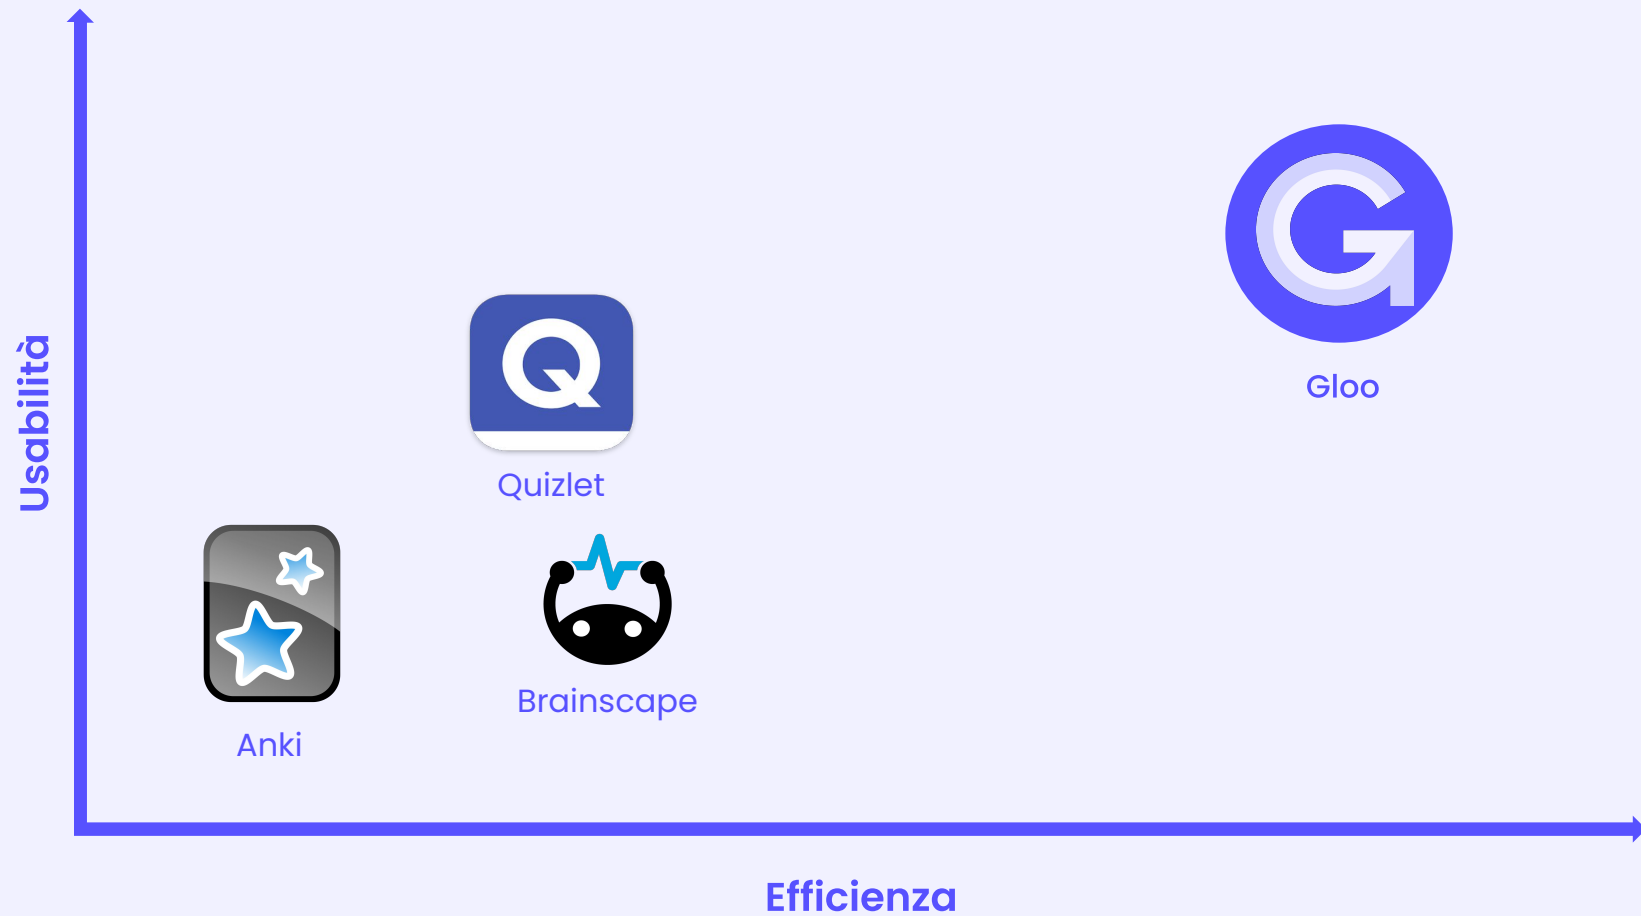 Usabilità
Gloo
Quizlet
Brainscape
Anki
Efficienza